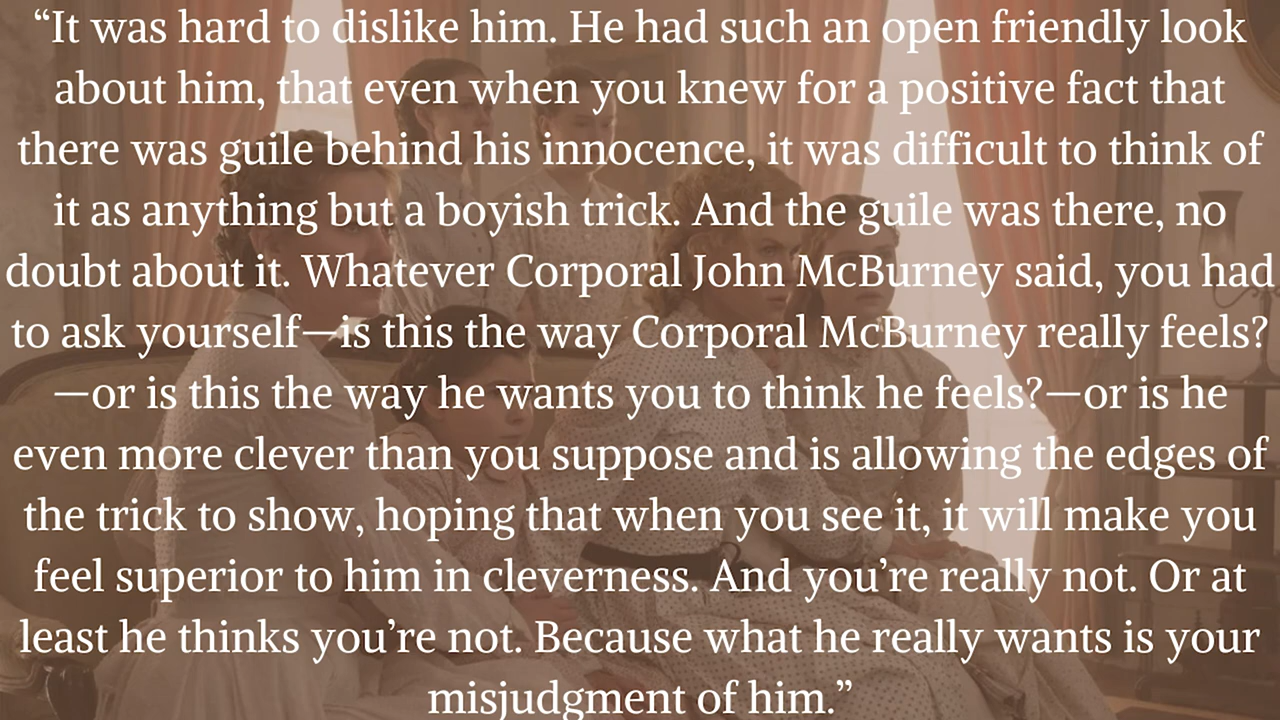 “It was hard to dislike him. He had such an open friendly look
about him, that even when you knew for a positive fact that
there was guile behind his innocence, it was difficult to think of
it as anything but a boyish trick. And the guile was there, no
doubt about it. Whatever Corporal John McBurney said, you had
to ask yourself—is this the way Corporal McBurney really feels?
—or is this the way he wants you to think he feels?—or is he
even more clever than you suppose and is allowing the edges of
the trick to show, hoping that when you see it, it will make you
feel superior to him in cleverness. And you’re really not. Or at
least he thinks you’re not. Because what he really wants is your
misjudgment of him.”